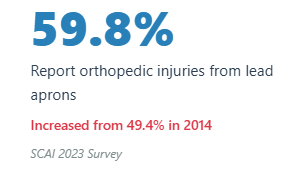 59.8%
Report orthopedic injuries from lead
aprons
Increased from 49.4% in 2014
SCAI 2023 Survey